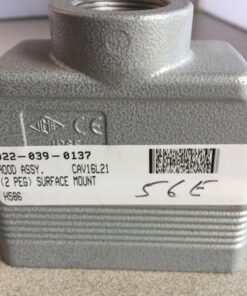 022-039-0137
HOOD ASSY. CAV16L21
(2 PEG) SURFACE MOUNT
H586
56E